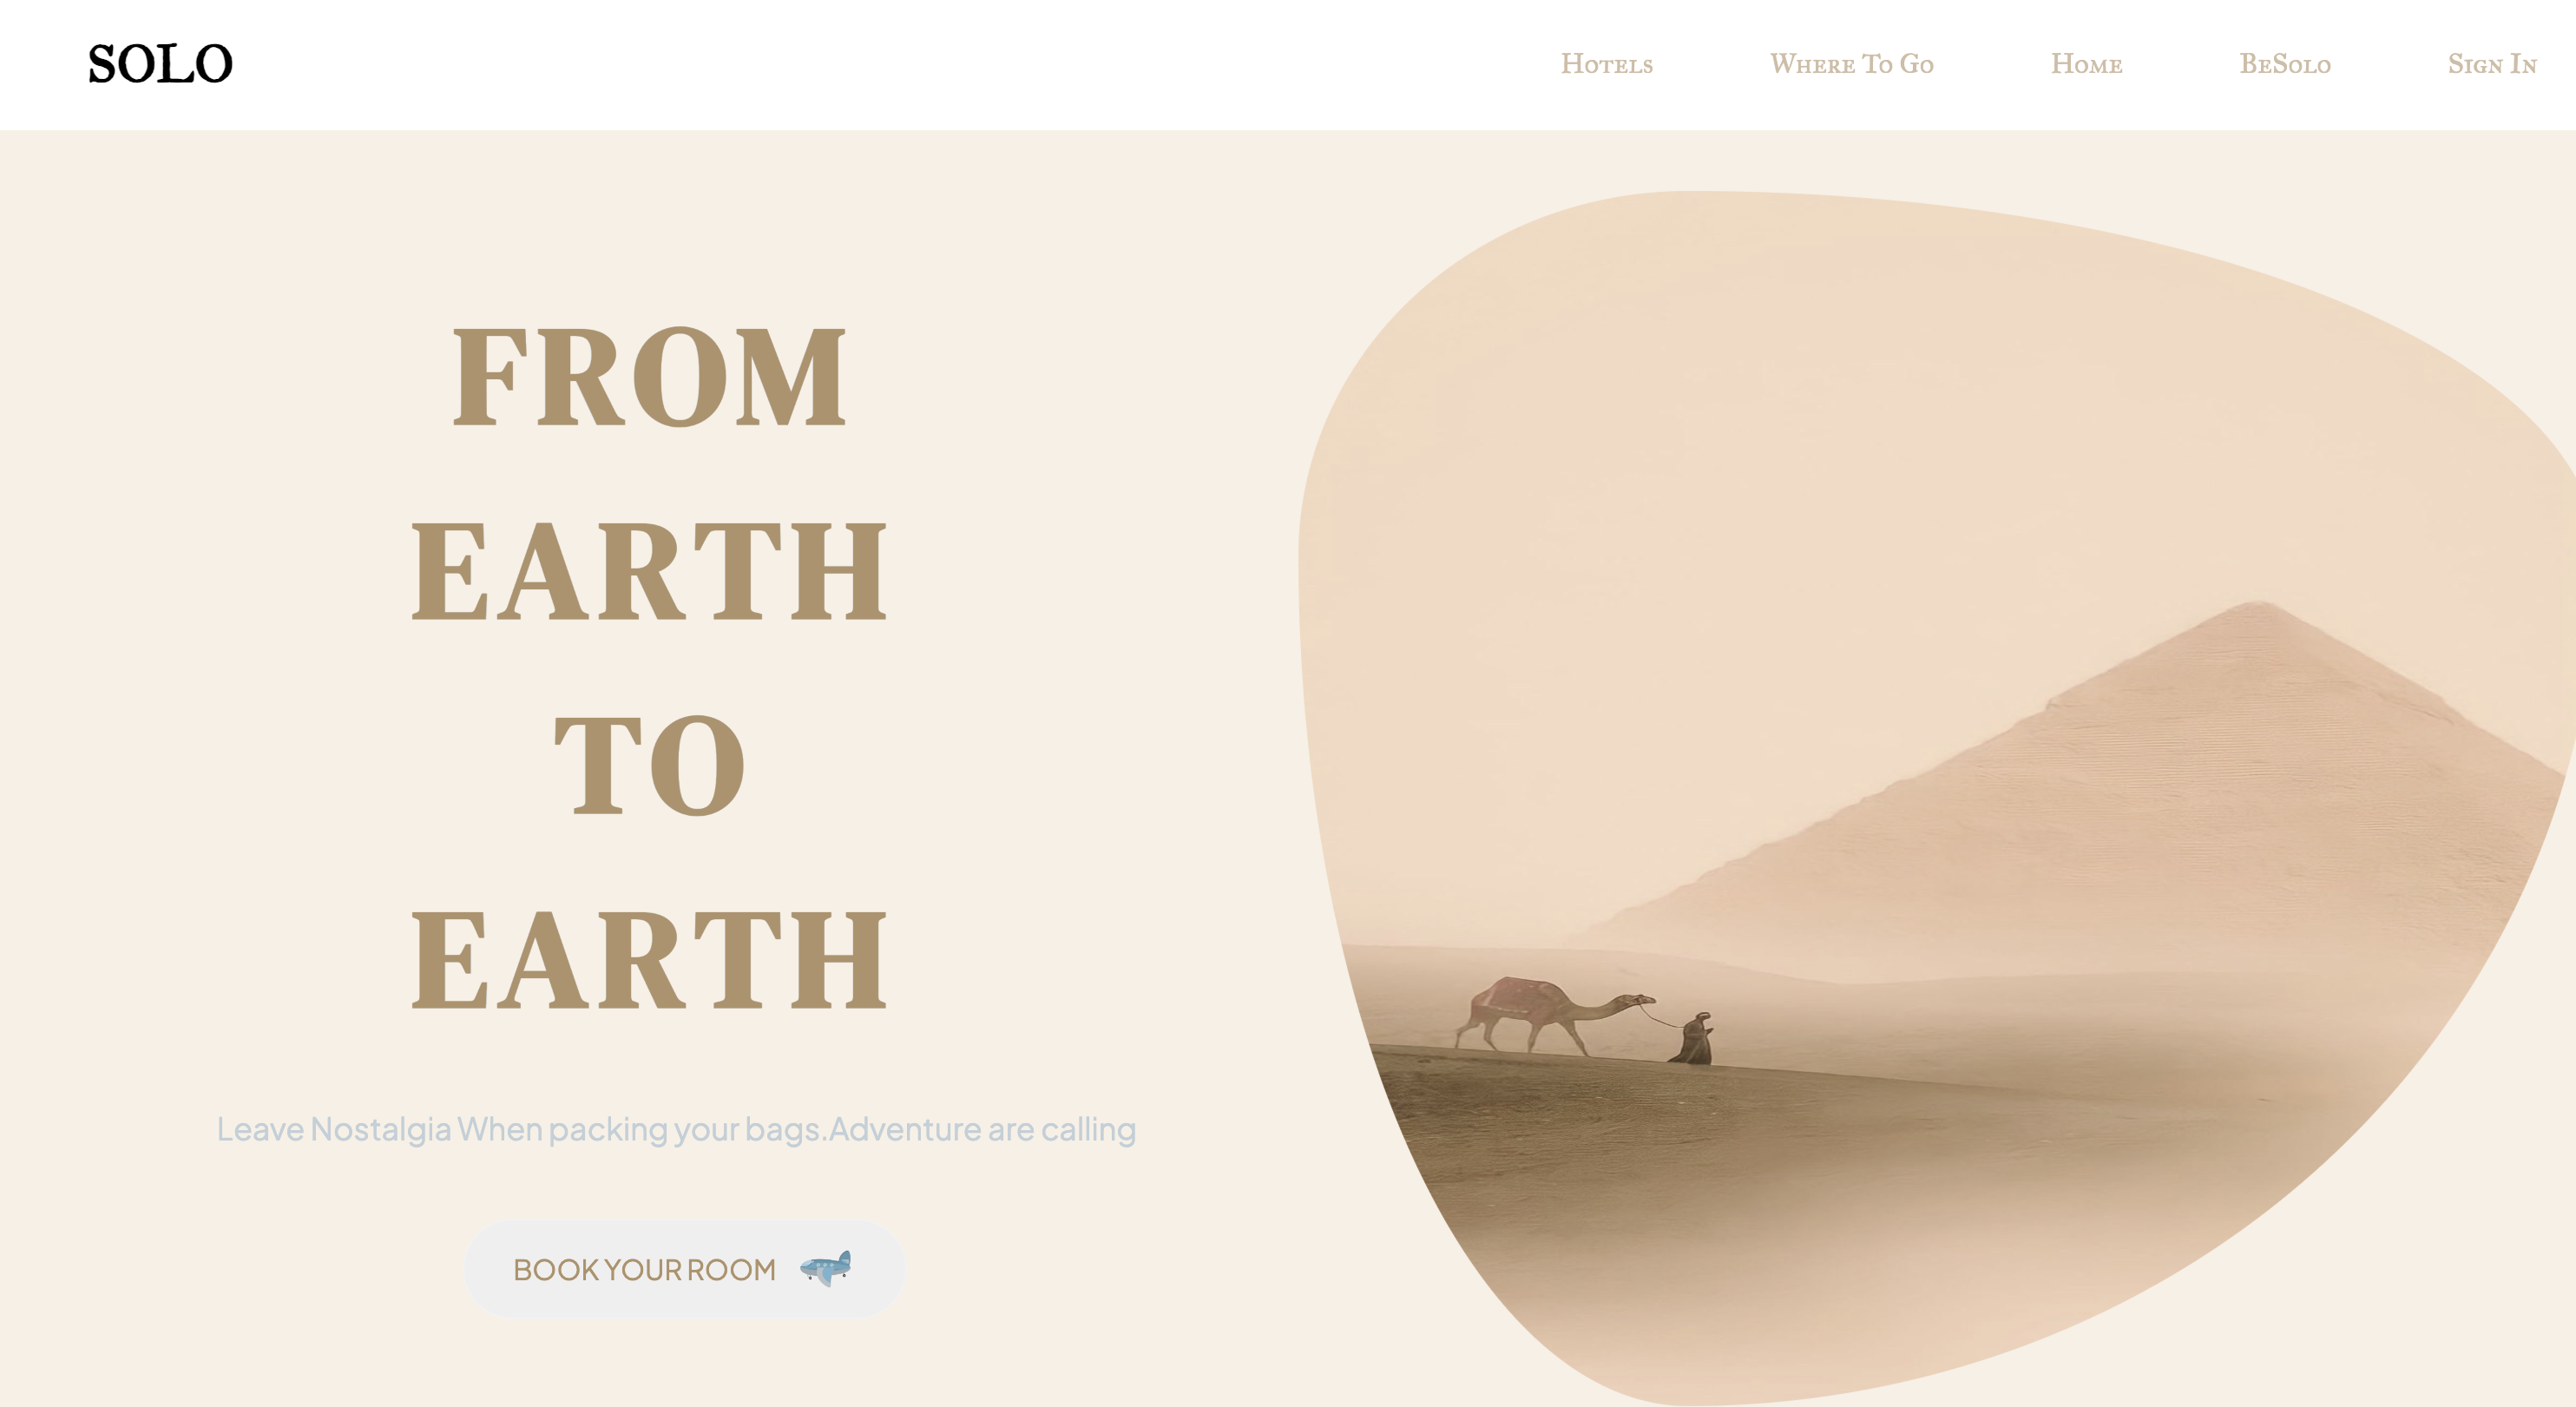 SOLO
Hotels Where To Go Home BeSolo Sign In
FROM
EARTH
TO
EARTH
Leave Nostalgia When packing your bags.Adventure are calling
BOOK YOUR ROOM